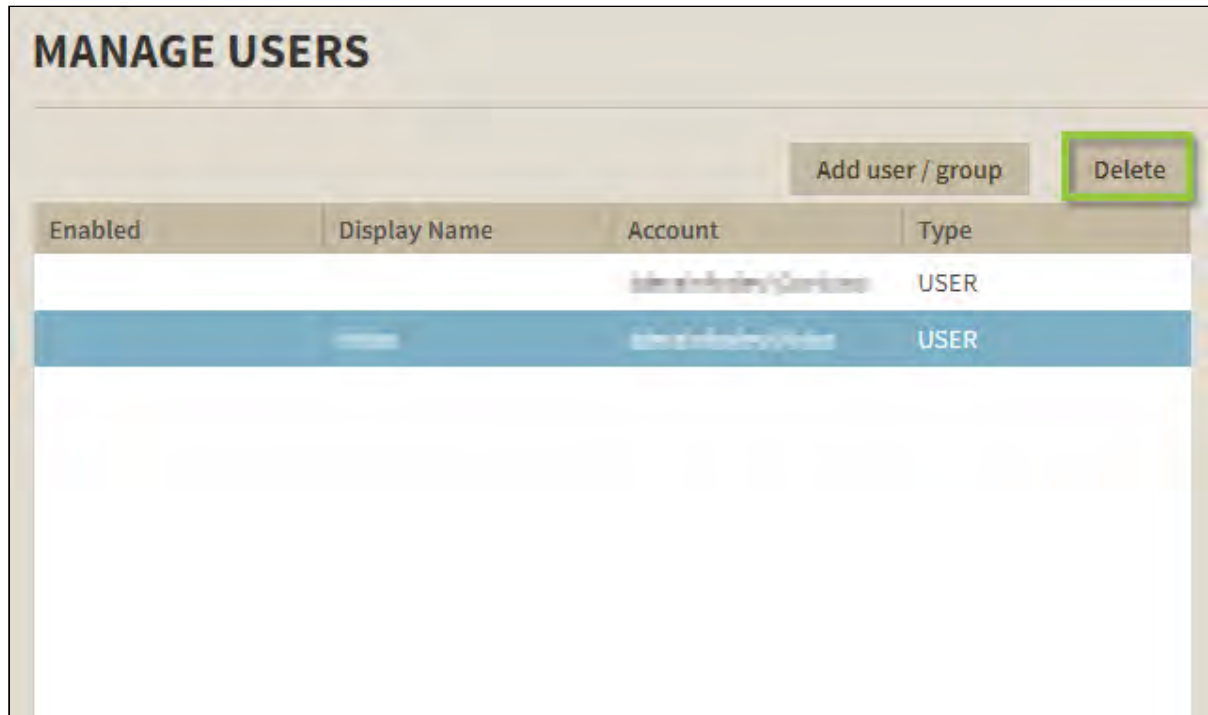 MANAGE USERS
Add user / group Delete
Enabled Display Name Account Type
USER
USER